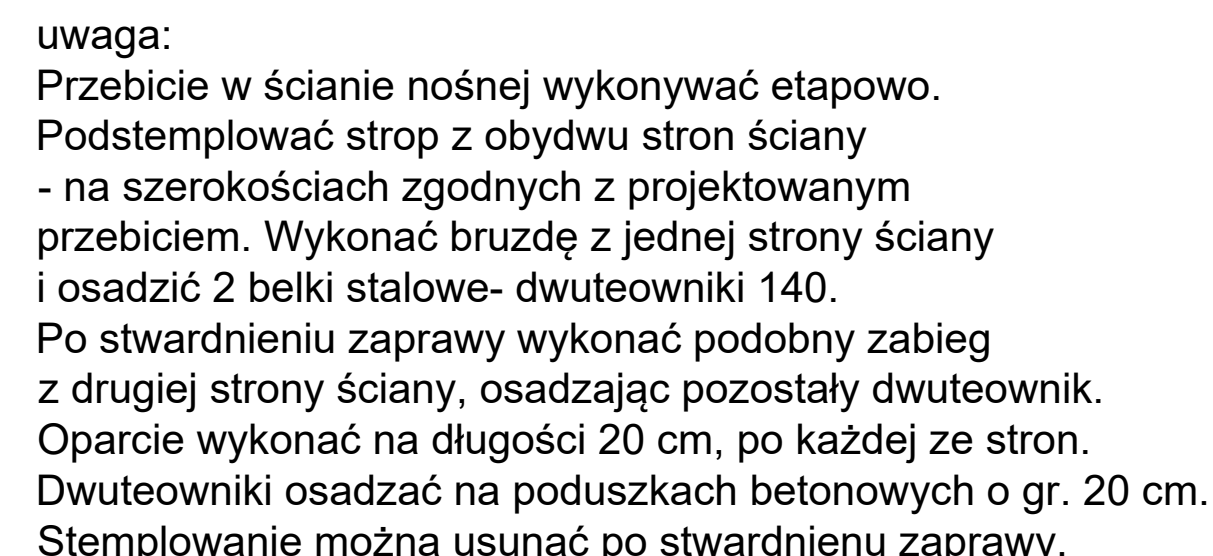 uwaga:
Przebicie w ścianie nośnej wykonywać etapowo.
Podstemplować strop z obydwu stron ściany
- na szerokościach zgodnych z projektowanym
przebiciem. Wykonać bruzdę z jednej strony ściany
i osadzić 2 belki stalowe- dwuteowniki 140.
Po stwardnieniu zaprawy wykonać podobny zabieg
z drugiej strony ściany, osadzając pozostały dwuteownik.
Oparcie wykonać na długości 20 cm, po każdej ze stron.
Dwuteowniki osadzać na poduszkach betonowych o gr. 20 cm.
Stemplowanie można usunąć po stwardnienu zaprawy.